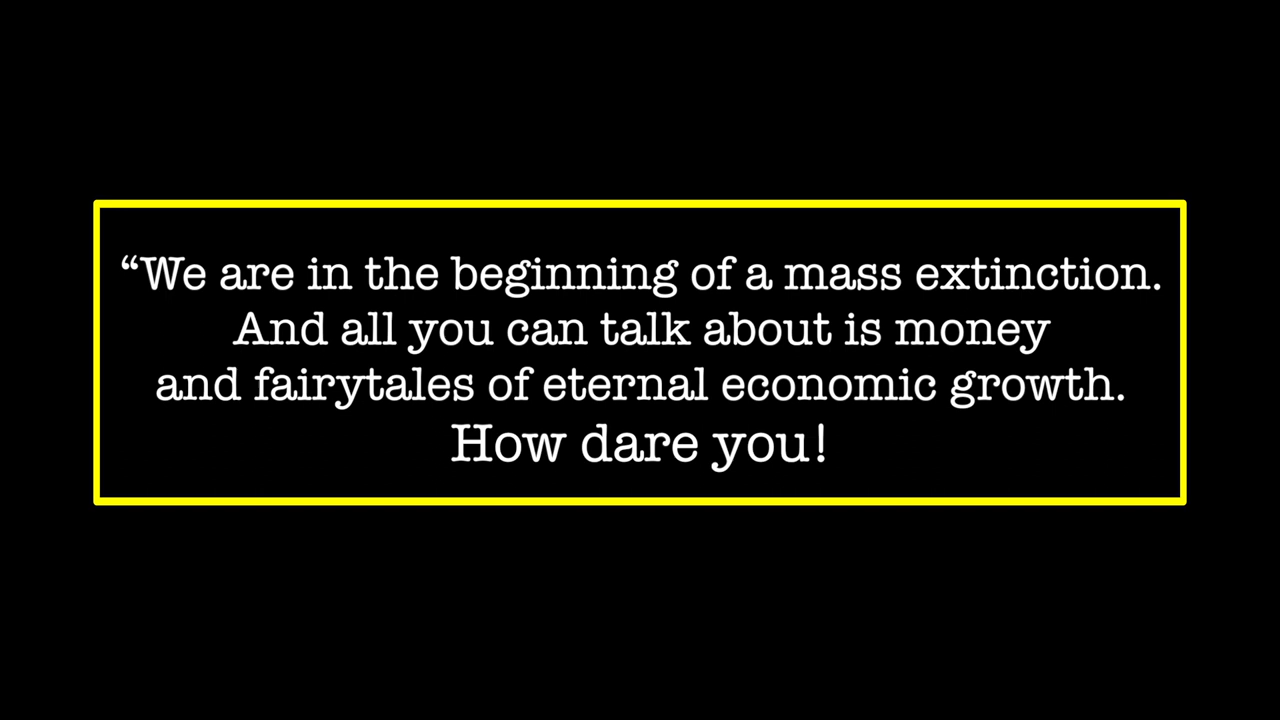 “We are in the beginning of a mass extinction.
And all you can talk about is money
and fairytales of eternal economic growth.
How dare you!